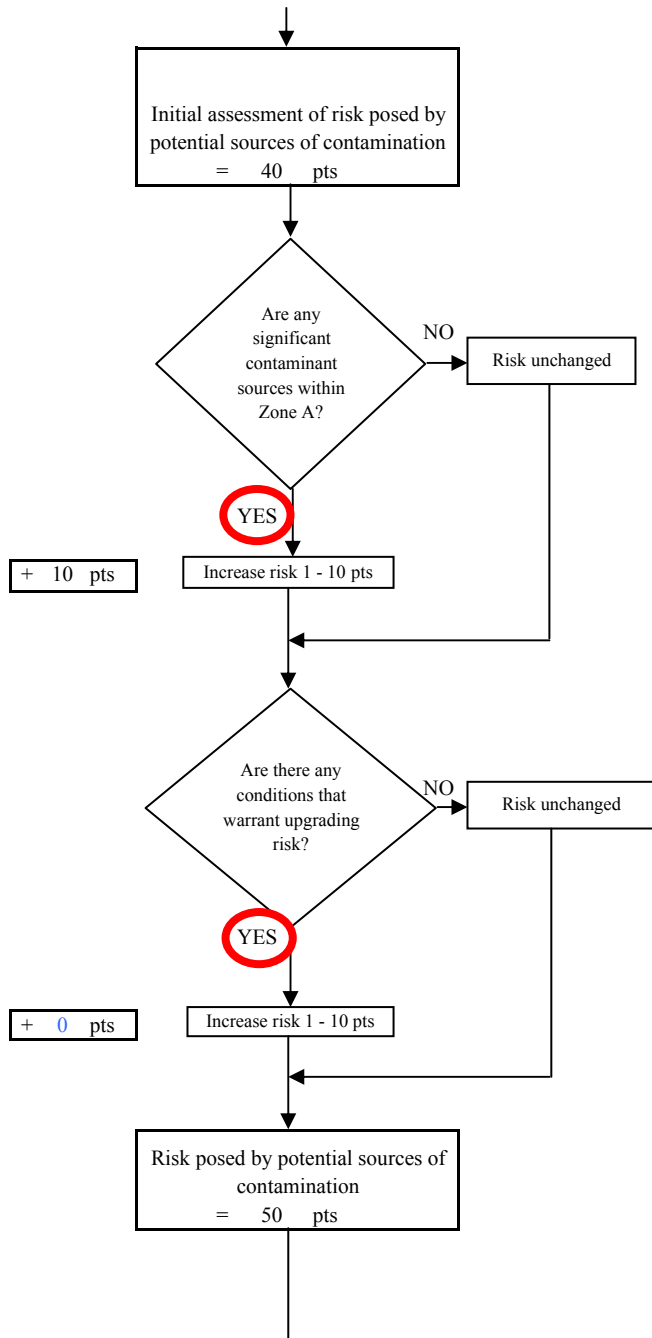 Initial assessment of risk posed by
potential sources of contamination
= 40 pts
Are any
significant
contaminant
sources within
Zone A?
NO
Risk unchanged
YES
+ 10 pts
Increase risk 1 - 10 pts
Are there any
conditions that
warrant upgrading
risk?
NO
Risk unchanged
YES
+ 0 pts
Increase risk 1 - 10 pts
Risk posed by potential sources of
contamination
= 50 pts